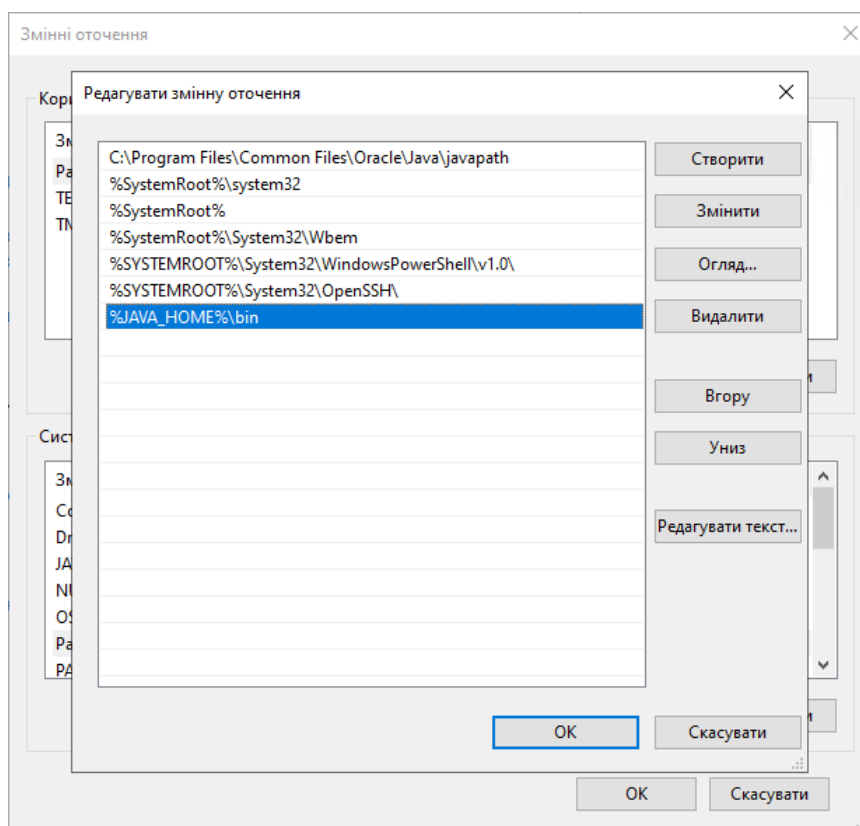 Змінні оточення
Редагувати змінну оточення
C:\Program Files\Common Files\Oracle\Java\javapath
%SystemRoot%\system32
%SystemRoot%
%SystemRoot%\System32\Wbem
%SYSTEMROOT%\System32\WindowsPowerShell\v1.0\
%SYSTEMROOT%\System32\OpenSSH\
%JAVA_HOME%\bin
Створити
Змінити
Огляд...
Видалити
Вгору
Униз
Редагувати текст...
OK
Скасувати
OK
Скасувати